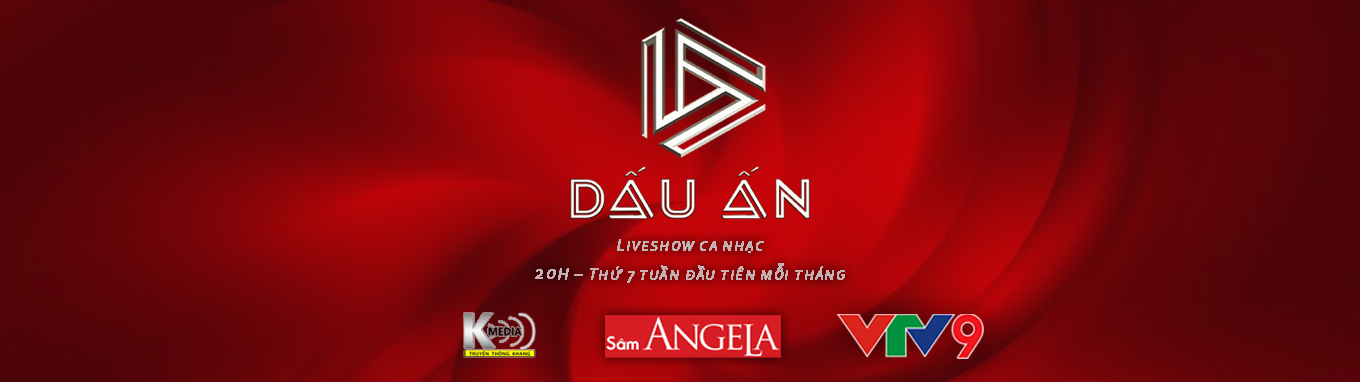 DẤU ẤN
LIVESHOW CA NHẠC
20H – THỨ 7 TUẦN ĐẦU TIÊN MỖI THÁNG
K MEDIA
TRUYỀN THÔNG KHANG
Sâm ANGELA
VTV9